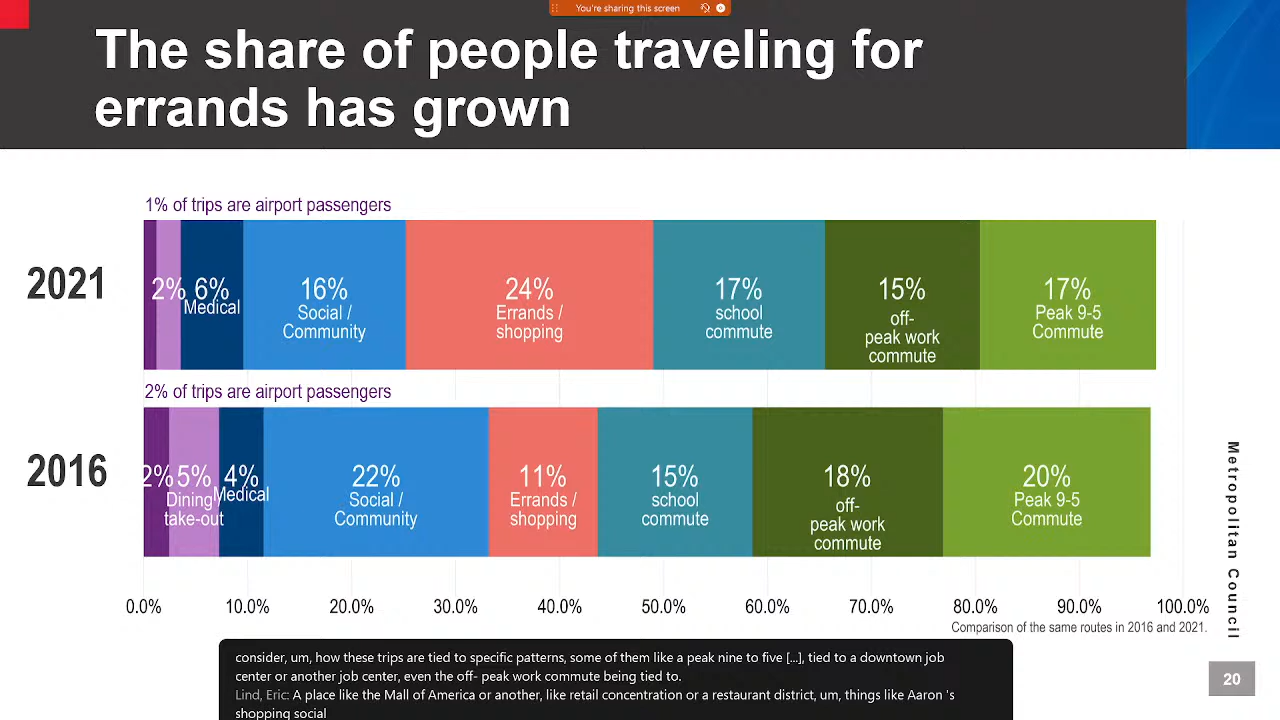 You're sharing this screen
The share of people traveling for
errands has grown
1% of trips are airport passengers
2021
2%
6%
Medical
16%
Social /
Community
24%
Errands /
shopping
17%
school
commute
15%
off-
peak work
commute
17%
Peak 9-5
Commute
2% of trips are airport passengers
2016
2%
5%
Dining/
take-out
4%
Medical
22%
Social /
Community
11%
Errands /
shopping
15%
school
commute
18%
off-
peak work
commute
20%
Peak 9-5
Commute
0.0% 10.0% 20.0% 30.0% 40.0% 50.0% 60.0% 70.0% 80.0% 90.0% 100.0%
Comparison of the same routes in 2016 and 2021.
Metropolitan Council
consider, um, how these trips are tied to specific patterns, some of them like a peak nine to five [...], tied to a downtown job
center or another job center, even the off- peak work commute being tied to.
Lind, Eric: A place like the Mall of America or another, like retail concentration or a restaurant district, um, things like Aaron 's
shopping social
20